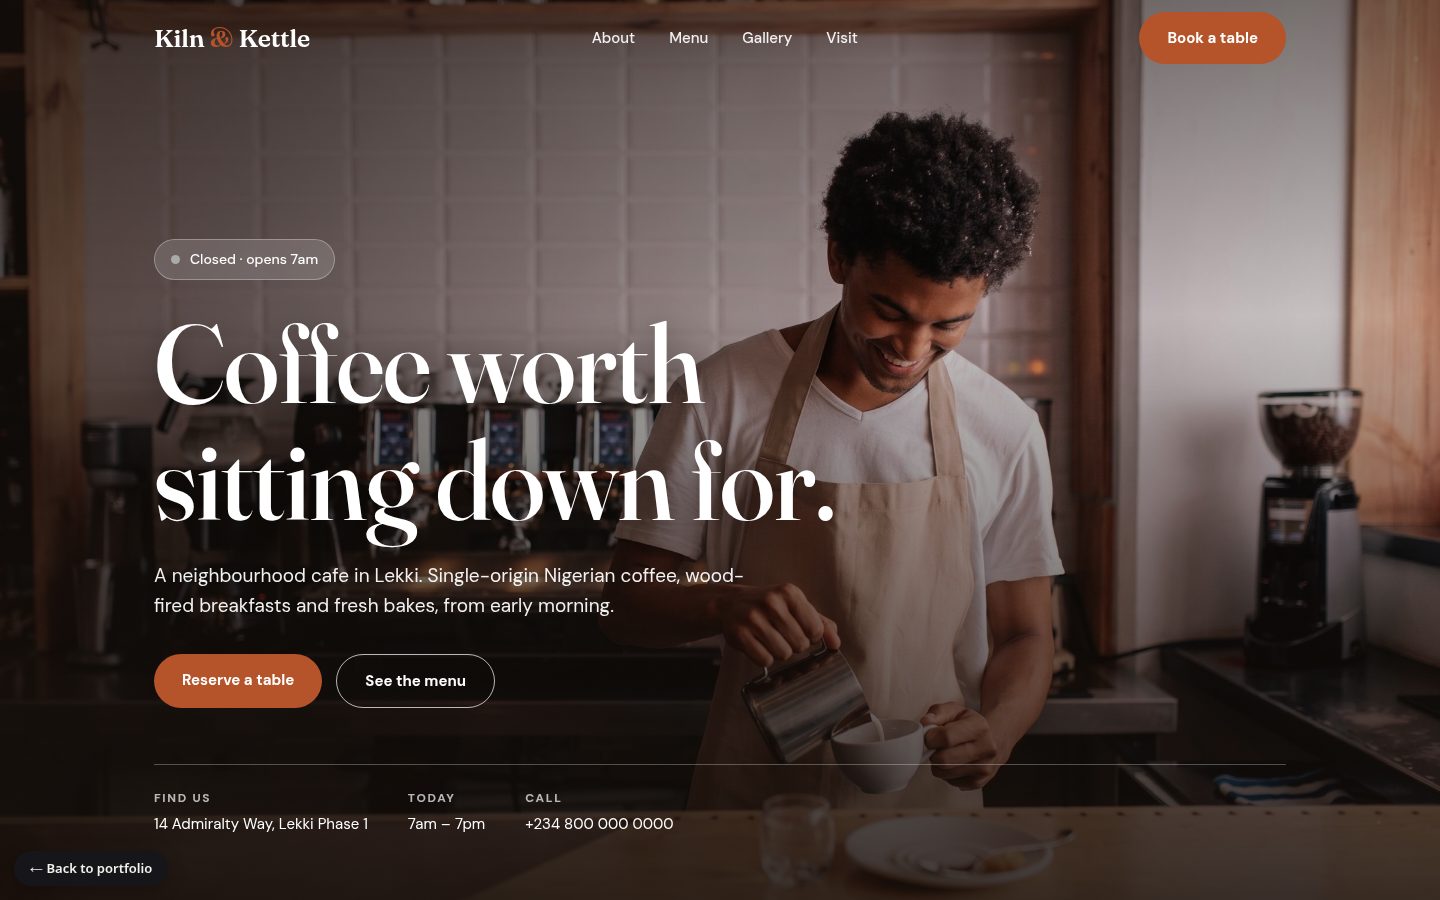 Kiln & Kettle
About
Menu
Gallery
Visit
Book a table
Closed · opens 7am
Coffee worth
sitting down for.
A neighbourhood cafe in Lekki. Single-origin Nigerian coffee, wood-
fired breakfasts and fresh bakes, from early morning.
Reserve a table
See the menu
FIND US
14 Admiralty Way, Lekki Phase 1
TODAY
7am – 7pm
CALL
+234 800 000 0000
← Back to portfolio